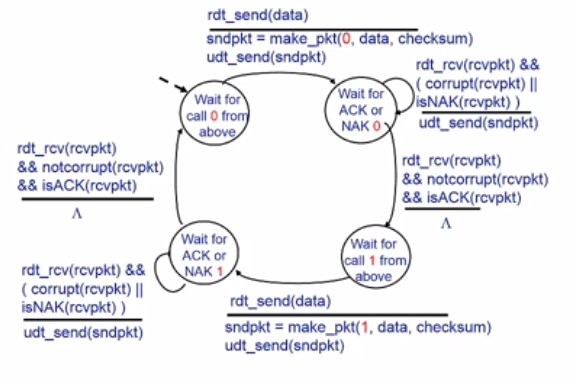 rdt_send(data)
sndpkt = make_pkt(0, data, checksum)
udt_send(sndpkt)
Wait for
call 0 from
above
Wait for
ACK or
NAK 0
rdt_rcv(rcvpkt) &&
( corrupt(rcvpkt) ||
isNAK(rcvpkt) )
udt_send(sndpkt)
rdt_rcv(rcvpkt)
&& notcorrupt(rcvpkt)
&& isACK(rcvpkt)
Λ
rdt_rcv(rcvpkt)
&& notcorrupt(rcvpkt)
&& isACK(rcvpkt)
Λ
Wait for
ACK or
NAK 1
Wait for
call 1 from
above
rdt_rcv(rcvpkt) &&
( corrupt(rcvpkt) ||
isNAK(rcvpkt) )
udt_send(sndpkt)
rdt_send(data)
sndpkt = make_pkt(1, data, checksum)
udt_send(sndpkt)